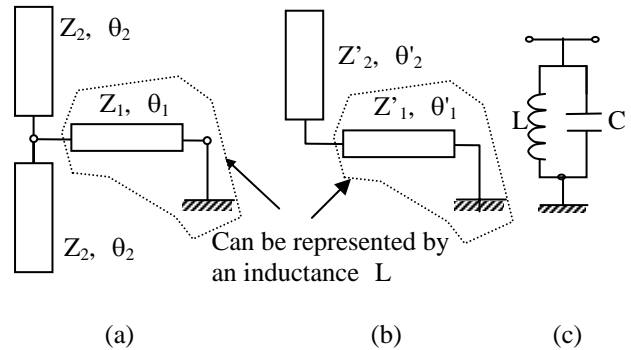 Z₂, θ₂
Z'₂, θ'₂
Z₁, θ₁
Z'₁, θ'₁
L
C
Z₂, θ₂
Can be represented by
an inductance L
(a)
(b)
(c)